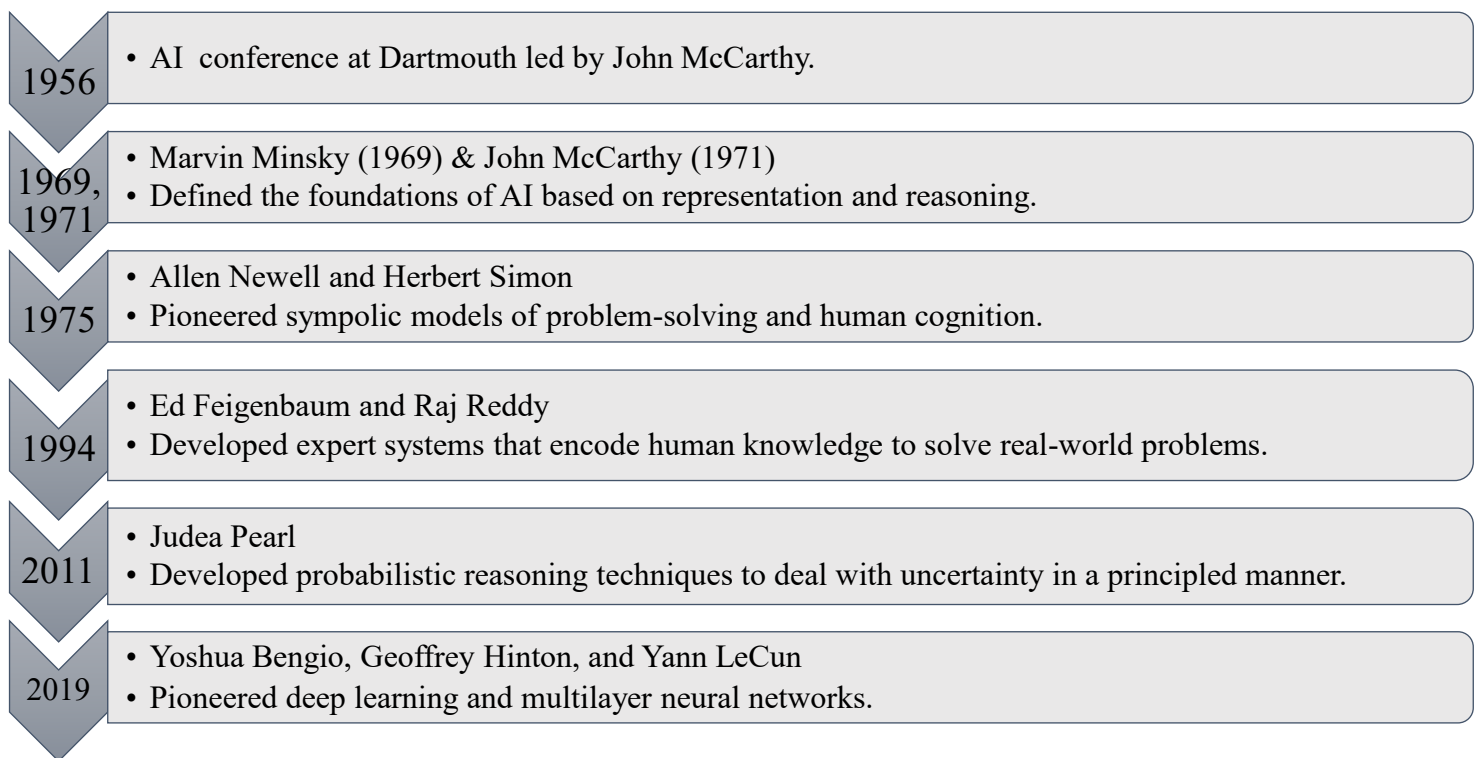 1956
• AI  conference at Dartmouth led by John McCarthy.
1969,
1971
• Marvin Minsky (1969) & John McCarthy (1971)
• Defined the foundations of AI based on representation and reasoning.
1975
• Allen Newell and Herbert Simon
• Pioneered sympolic models of problem-solving and human cognition.
1994
• Ed Feigenbaum and Raj Reddy
• Developed expert systems that encode human knowledge to solve real-world problems.
2011
• Judea Pearl
• Developed probabilistic reasoning techniques to deal with uncertainty in a principled manner.
2019
• Yoshua Bengio, Geoffrey Hinton, and Yann LeCun
• Pioneered deep learning and multilayer neural networks.